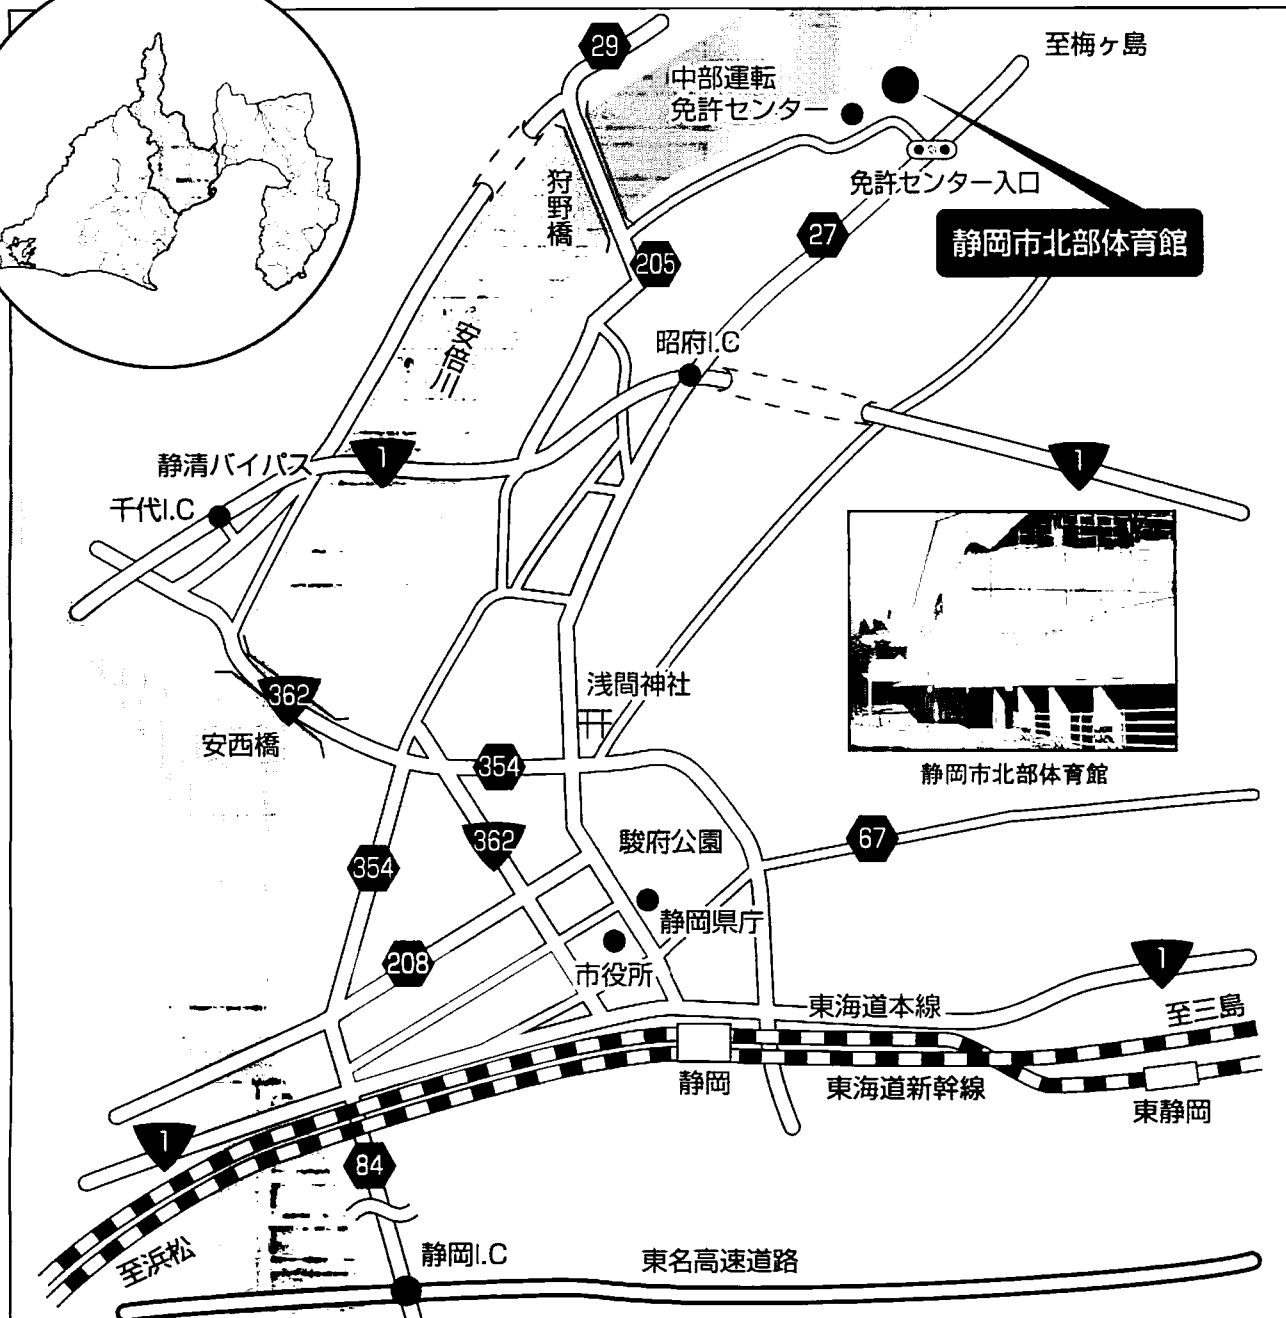 29
至梅ヶ島
中部運転
免許センター
狩野橋
免許センター入口
27
静岡市北部体育館
205
安倍川
昭府I.C
静清バイパス
1
1
千代I.C
362
浅間神社
安西橋
354
静岡市北部体育館
362
駿府公園
67
354
静岡県庁
208
市役所
1
東海道本線
至三島
静岡
東海道新幹線
東静岡
1
84
至浜松
静岡I.C
東名高速道路